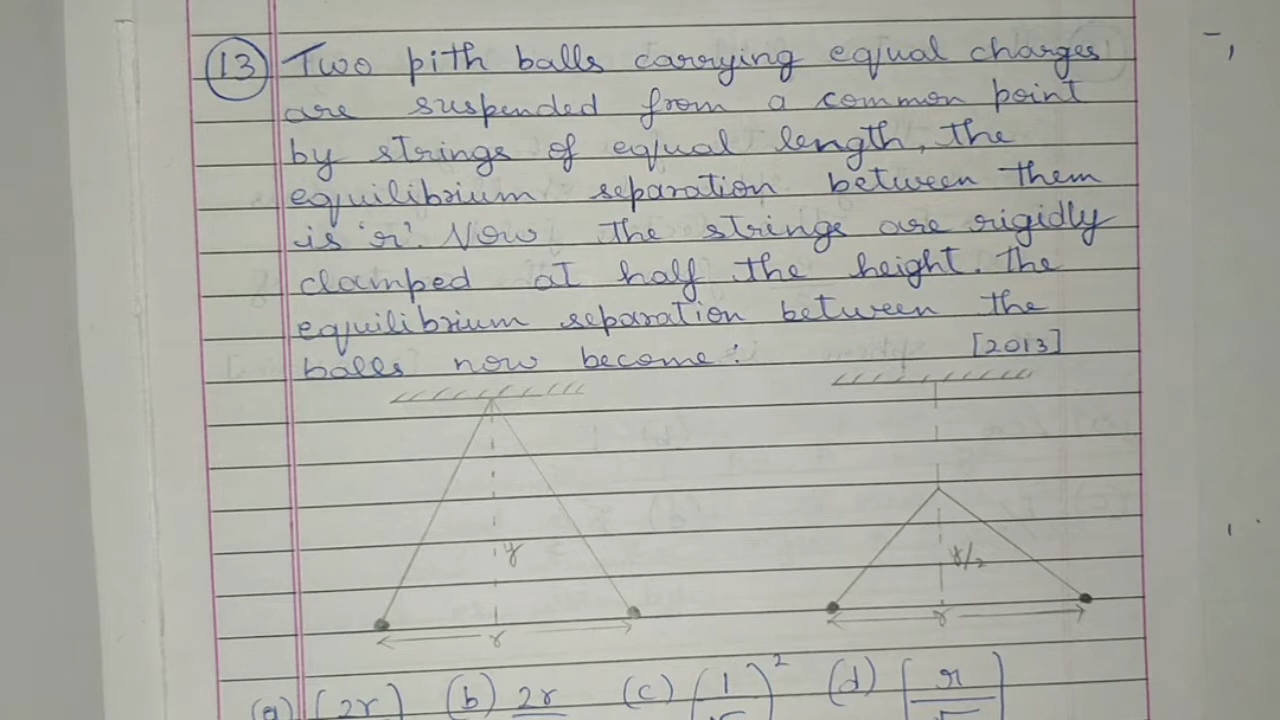 13 Two pith balls carrying equal charges
are suspended from a common point
by strings of equal length, the
equilibrium separation between them
is 'r'. Now the strings are rigidly
clamped at half the height. The
equilibrium separation between the
balls now become: [2013]
y
y/2
r
r
(a) (2r) (b) 2r (c) (1)² (d) [r]